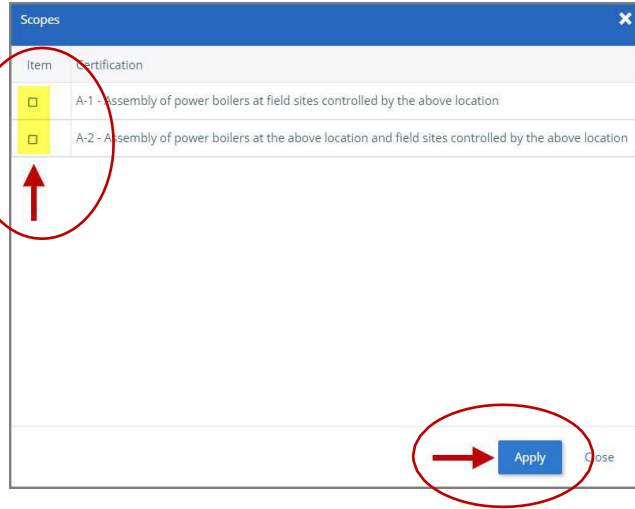 Scopes
Item Certification
A-1 - Assembly of power boilers at field sites controlled by the above location
A-2 - Assembly of power boilers at the above location and field sites controlled by the above location
Apply Close